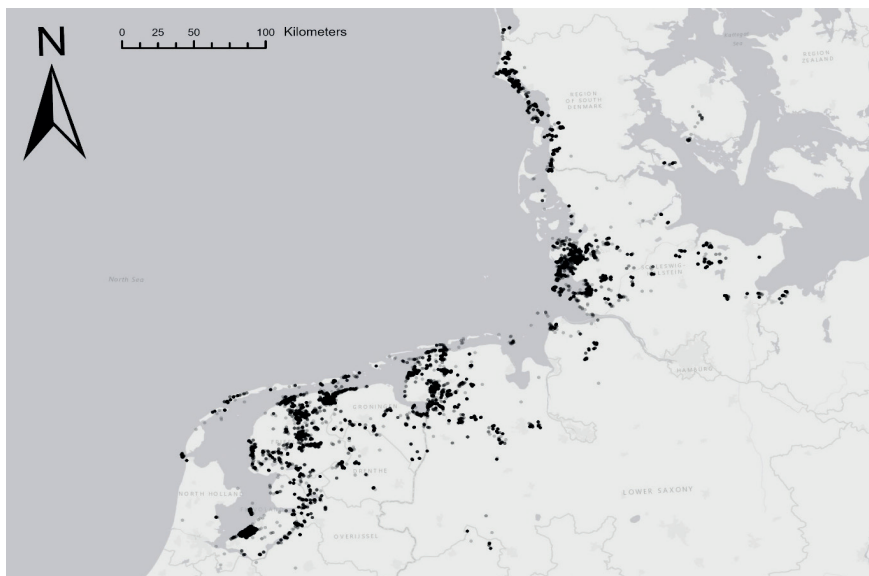 N
0 25 50 100 Kilometers
REGION
ZEALAND
REGION
OF SOUTH
DENMARK
North Sea
HAMBURG
GRONINGEN
DRENTHE
NORTH HOLLAND
LOWER SAXONY
OVERIJSSEL